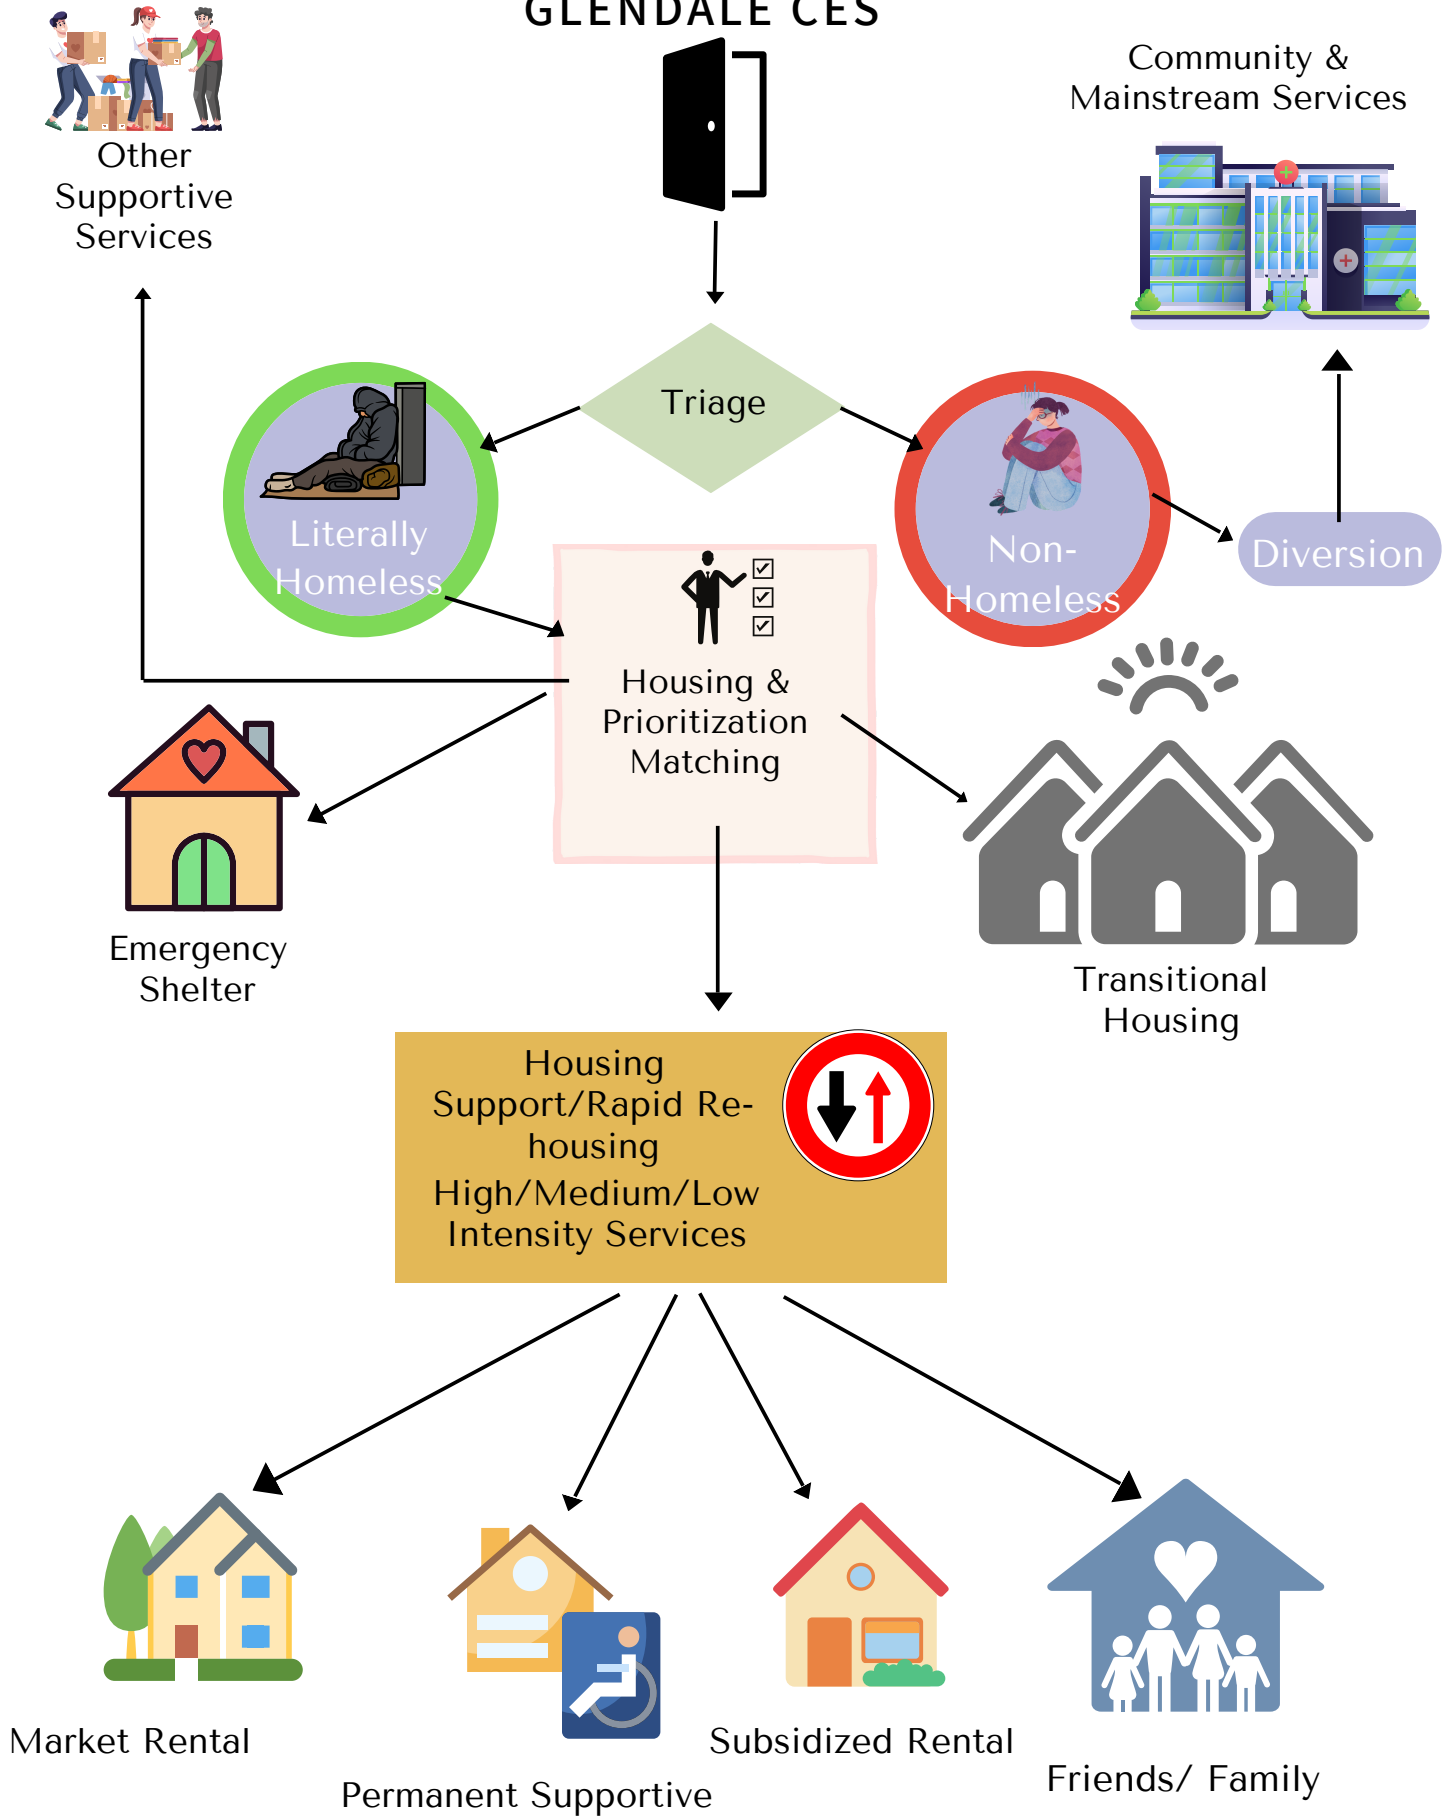 GLENDALE CES
Other
Supportive
Services
Community &
Mainstream Services
Triage
Literally
Homeless
Non-
Homeless
Diversion
Housing &
Prioritization
Matching
Emergency
Shelter
Transitional
Housing
Housing
Support/Rapid Re-
housing
High/Medium/Low
Intensity Services
Market Rental
Permanent Supportive
Subsidized Rental
Friends/ Family